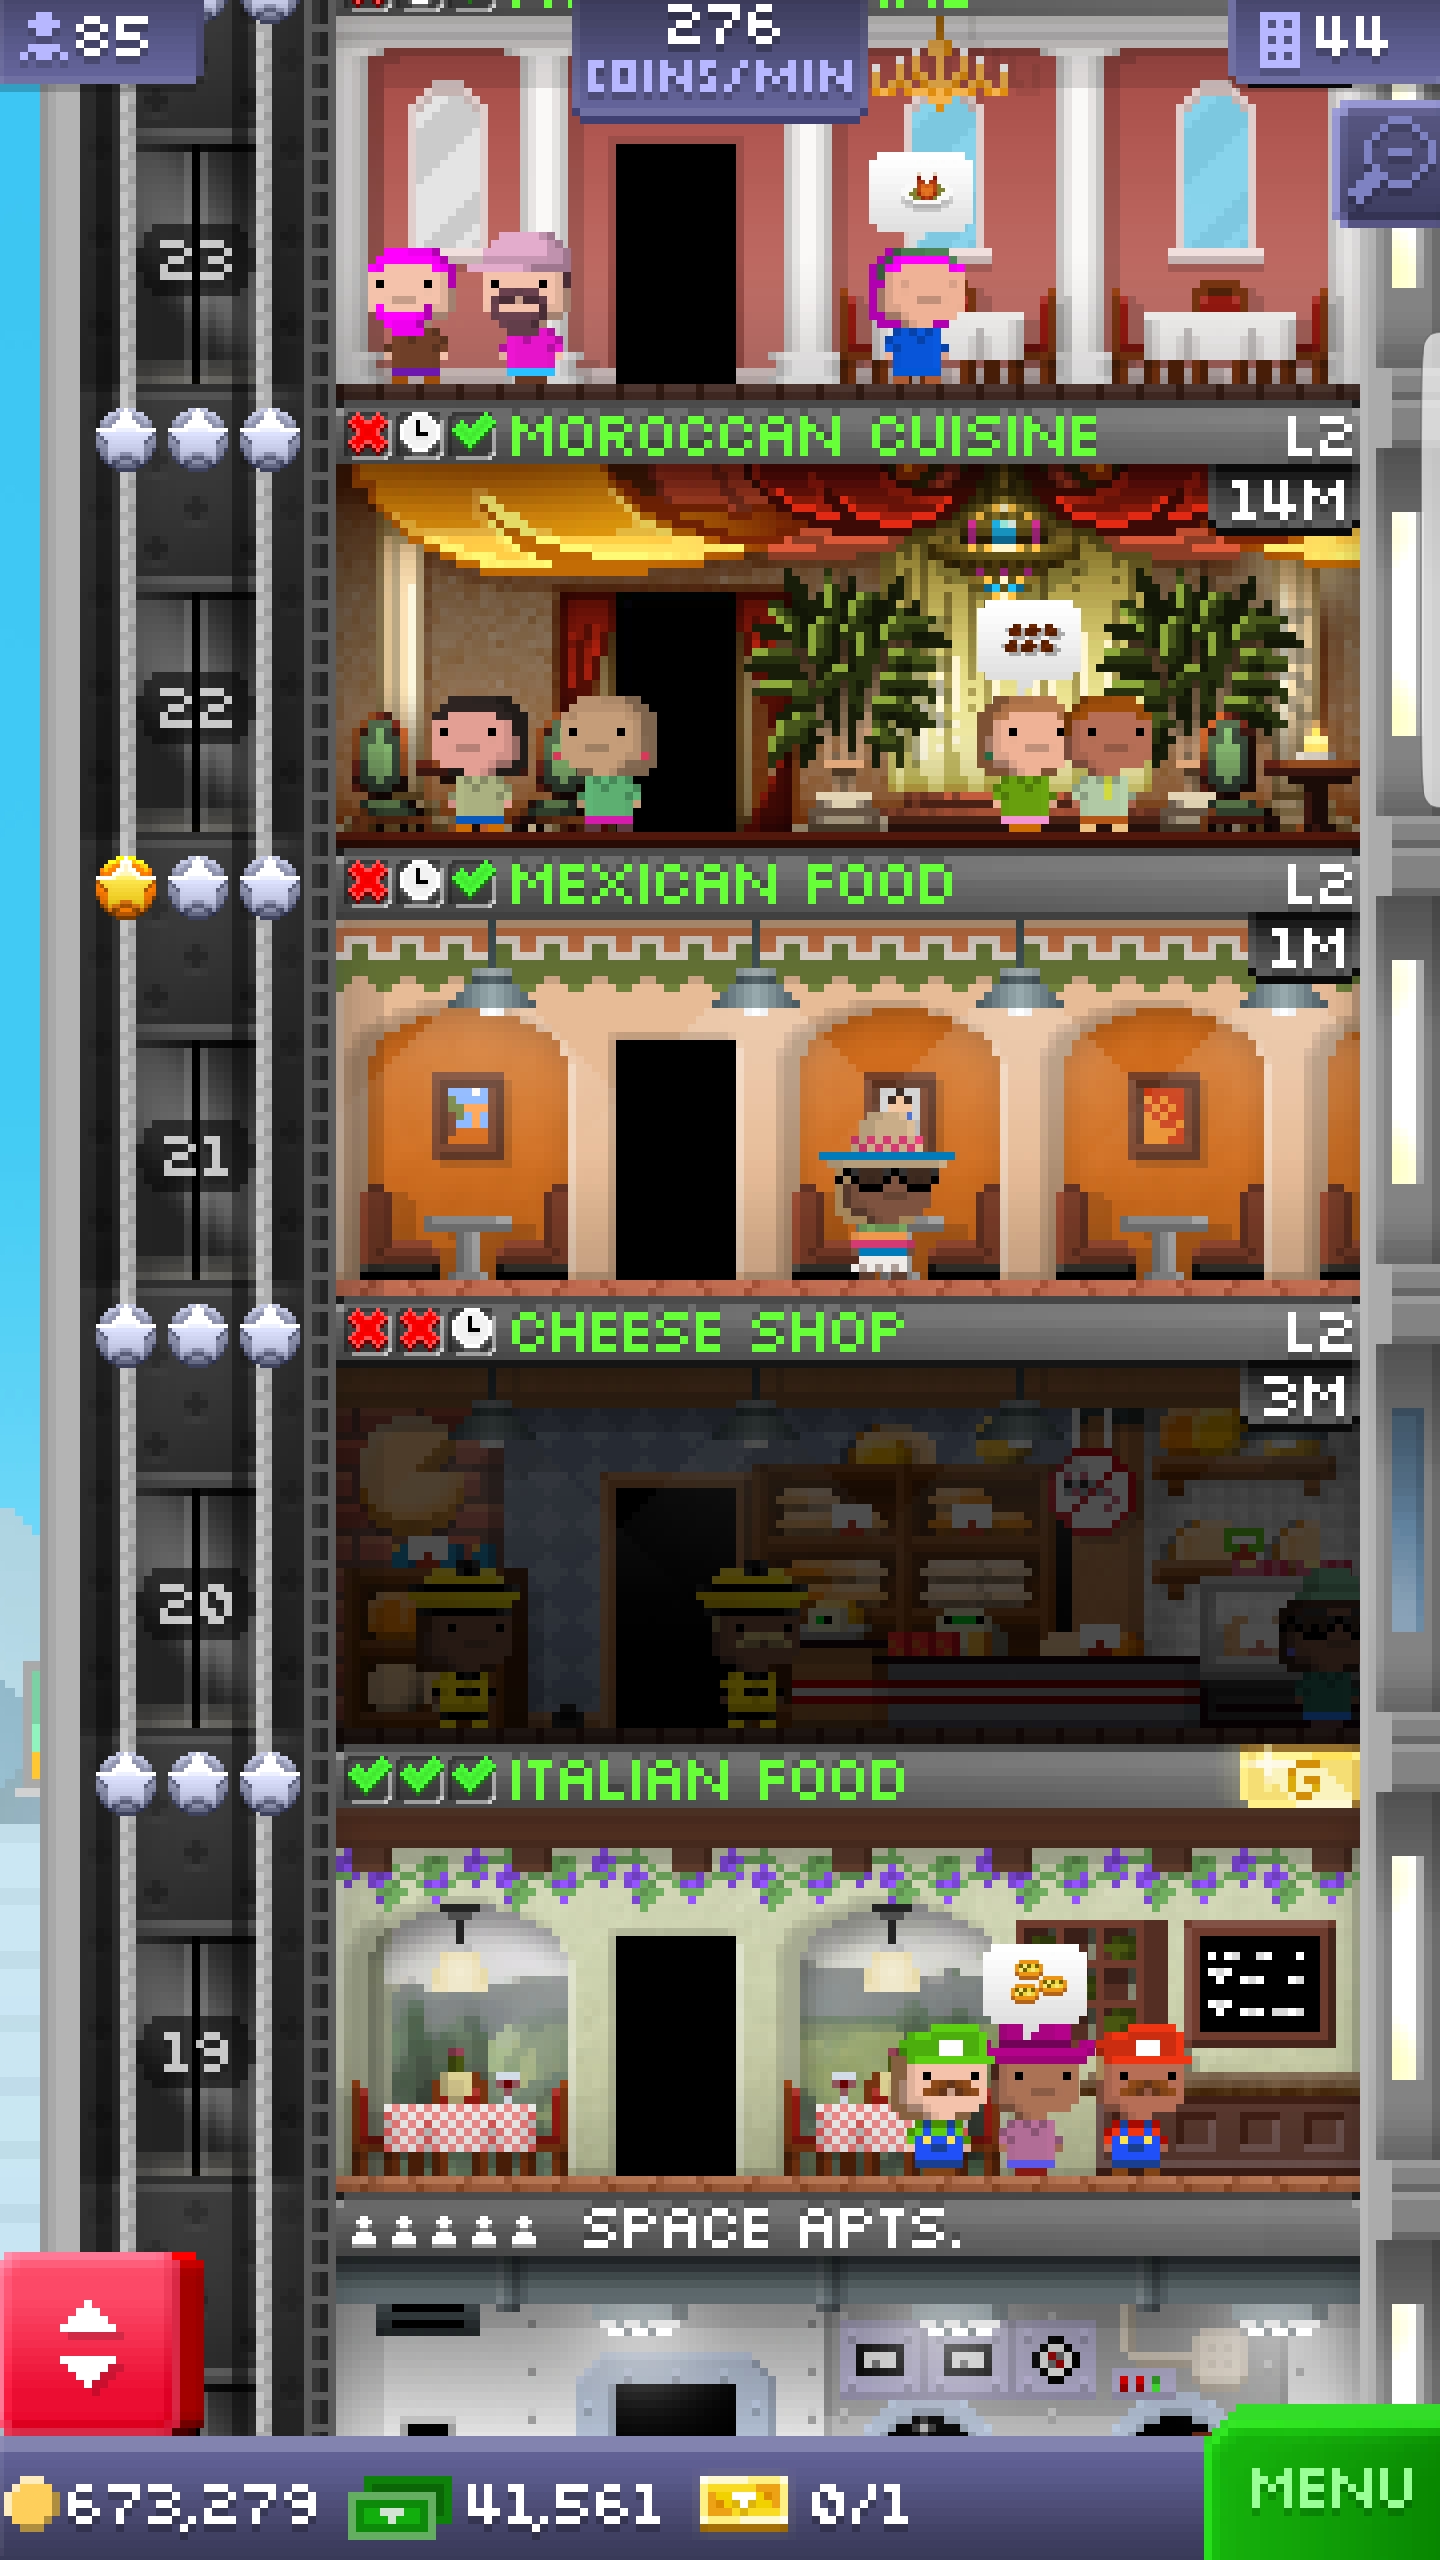 85
276
COINS/MIN
44
23
MOROCCAN CUISINE L2
14M
22
MEXICAN FOOD L2
1M
21
CHEESE SHOP L2
3M
20
ITALIAN FOOD G
19
SPACE APTS.
673,279 41,561 0/1
MENU